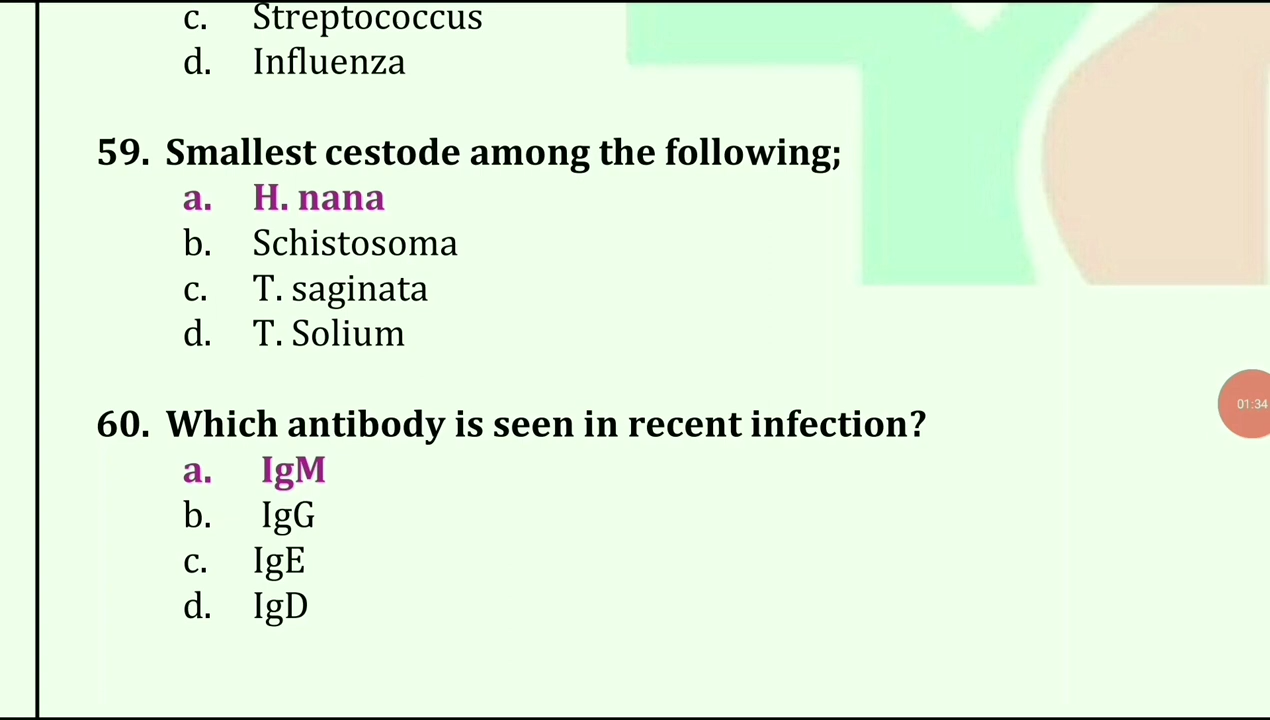 c. Streptococcus
d. Influenza
59. Smallest cestode among the following;
a. H. nana
b. Schistosoma
c. T. saginata
d. T. Solium
60. Which antibody is seen in recent infection?
a. IgM
b. IgG
c. IgE
d. IgD
01:34